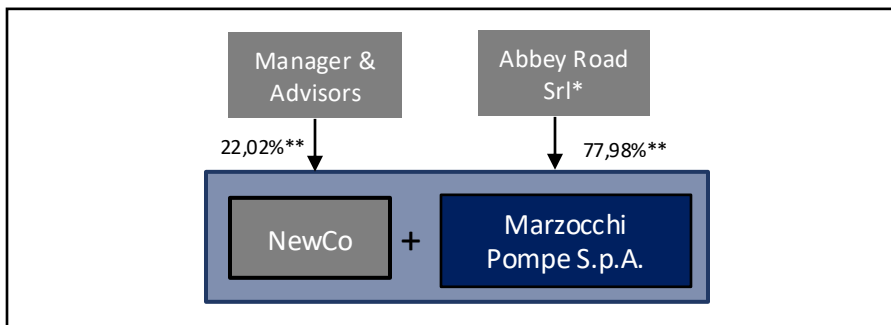 Manager &
Advisors
Abbey Road
Srl*
22,02%**
77,98%**
NewCo
+
Marzocchi
Pompe S.p.A.